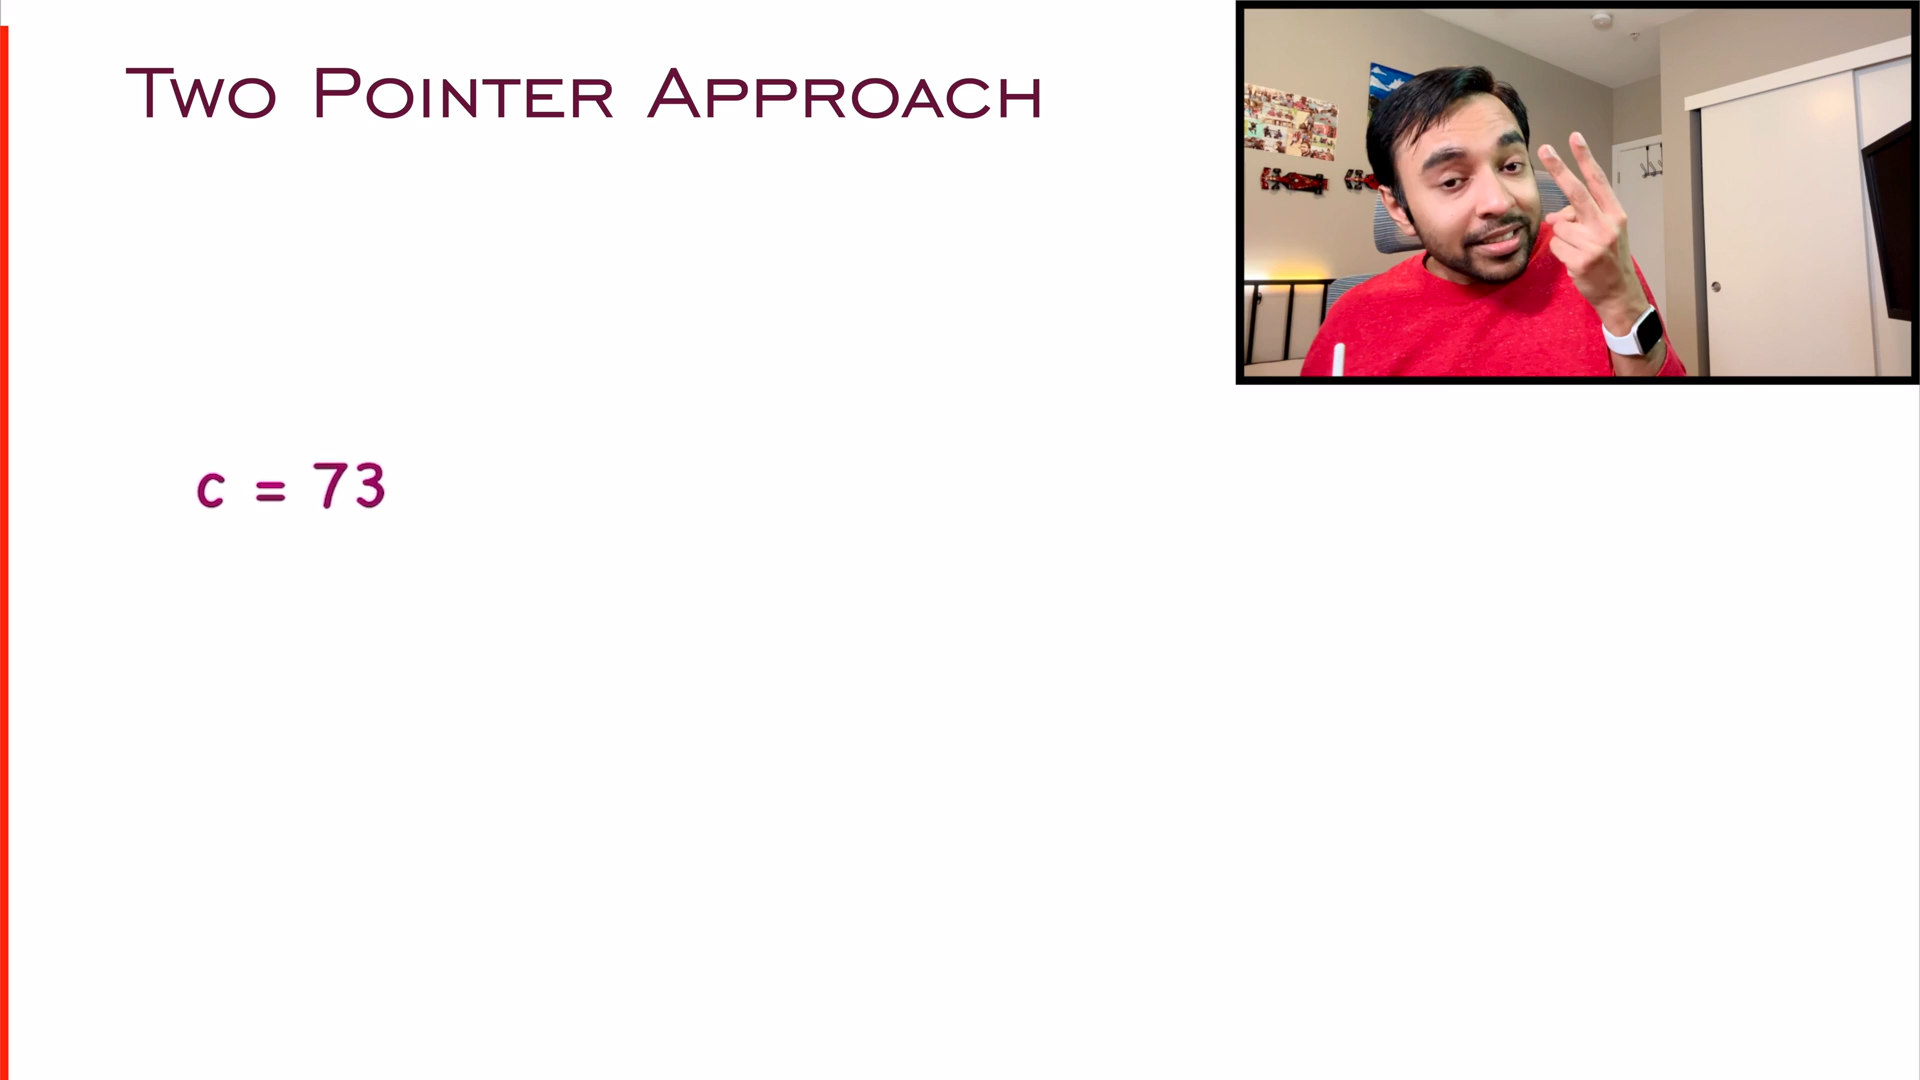 Two Pointer Approach
c = 73